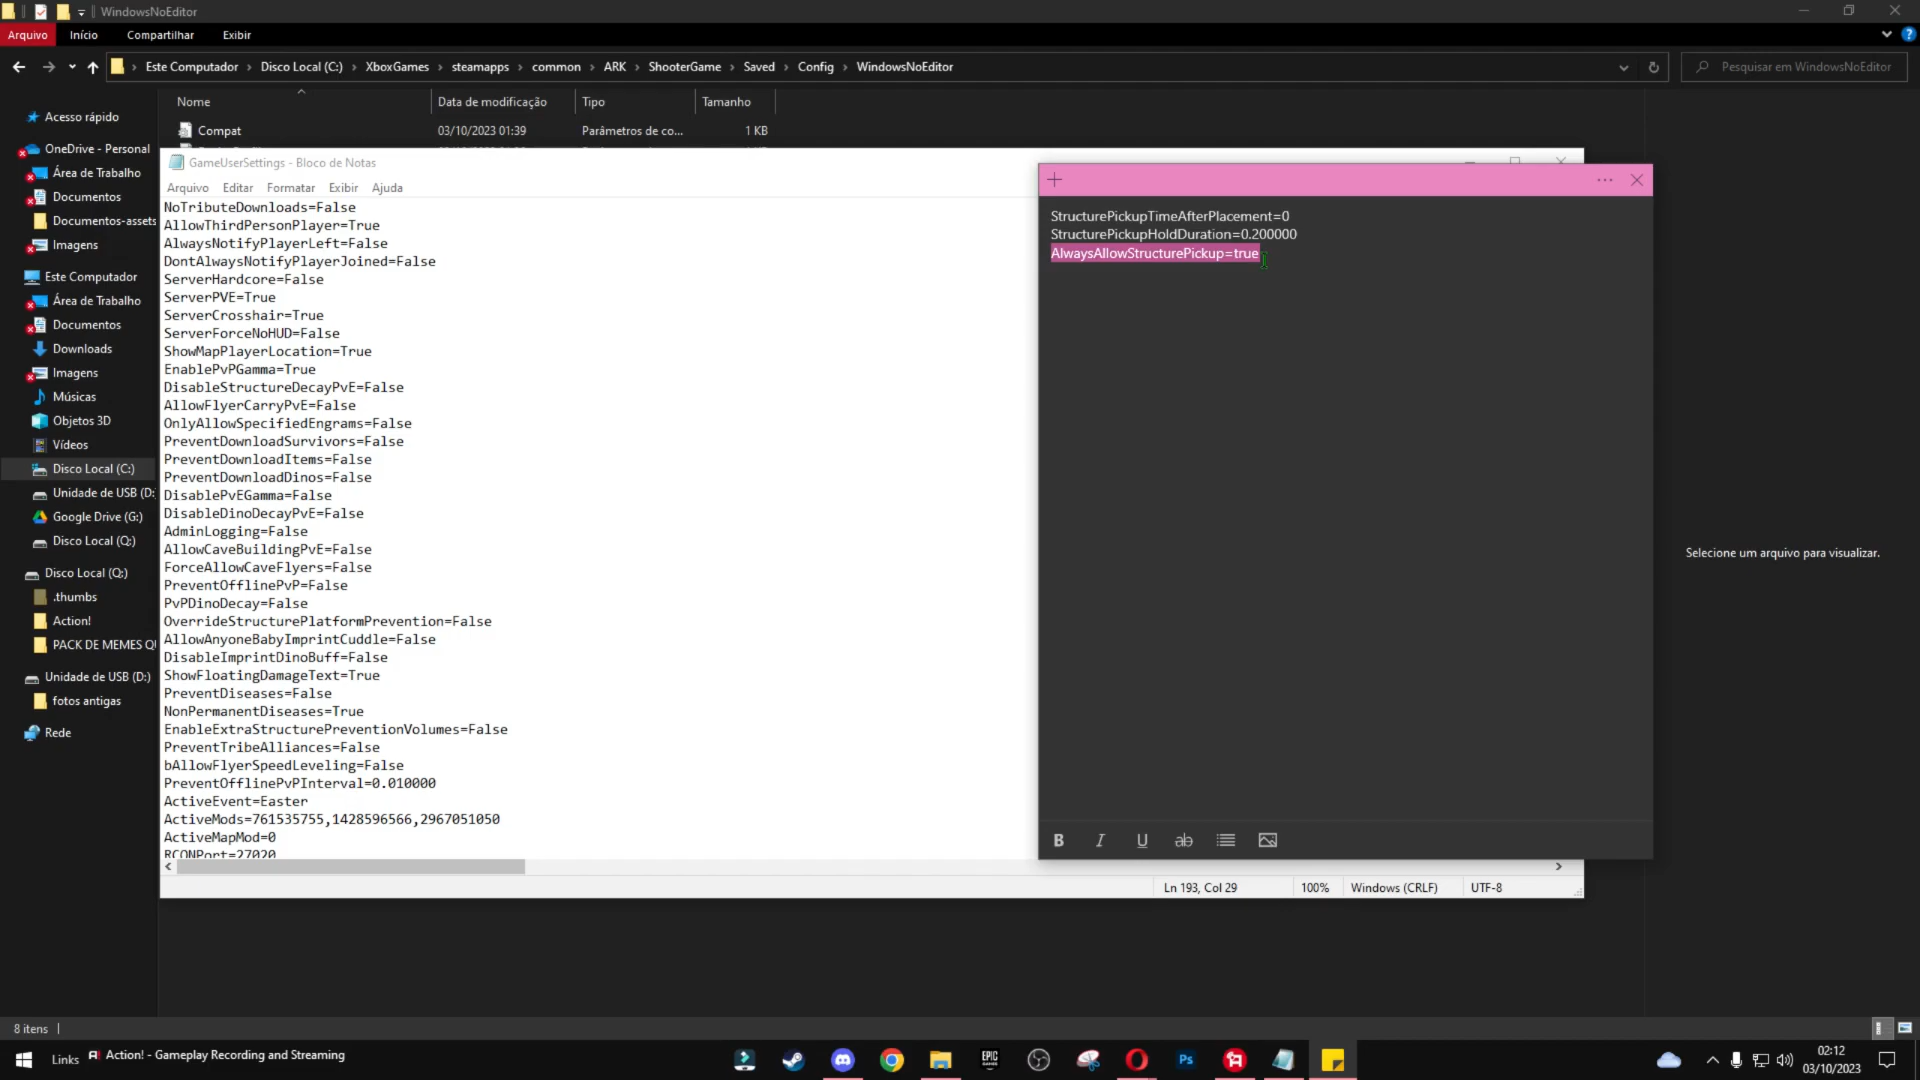 WindowsNoEditor
Arquivo Início Compartilhar Exibir
Este Computador Disco Local (C:) XboxGames steamapps common ARK ShooterGame Saved Config WindowsNoEditor
Pesquisar em WindowsNoEditor
Nome Data de modificação Tipo Tamanho
Compat 03/10/2023 01:39 Parâmetros de co... 1 KB
Acesso rápido
OneDrive - Personal
Área de Trabalho
Documentos
Documentos-assets
Imagens
Este Computador
Área de Trabalho
Documentos
Downloads
Imagens
Músicas
Objetos 3D
Vídeos
Disco Local (C:)
Unidade de USB (D:
Google Drive (G:)
Disco Local (Q:)
Disco Local (Q:)
.thumbs
Action!
PACK DE MEMES QU
Unidade de USB (D:)
fotos antigas
Rede
GameUserSettings - Bloco de Notas
Arquivo Editar Formatar Exibir Ajuda
NoTributeDownloads=False
AllowThirdPersonPlayer=True
AlwaysNotifyPlayerLeft=False
DontAlwaysNotifyPlayerJoined=False
ServerHardcore=False
ServerPVE=True
ServerCrosshair=True
ServerForceNoHUD=False
ShowMapPlayerLocation=True
EnablePvPGamma=True
DisableStructureDecayPvE=False
AllowFlyerCarryPvE=False
OnlyAllowSpecifiedEngrams=False
PreventDownloadSurvivors=False
PreventDownloadItems=False
PreventDownloadDinos=False
DisablePvEGamma=False
DisableDinoDecayPvE=False
AdminLogging=False
AllowCaveBuildingPvE=False
ForceAllowCaveFlyers=False
PreventOfflinePvP=False
PvPDinoDecay=False
OverrideStructurePlatformPrevention=False
AllowAnyoneBabyImprintCuddle=False
DisableImprintDinoBuff=False
ShowFloatingDamageText=True
PreventDiseases=False
NonPermanentDiseases=True
EnableExtraStructurePreventionVolumes=False
PreventTribeAlliances=False
bAllowFlyerSpeedLeveling=False
PreventOfflinePvPInterval=0.010000
ActiveEvent=Easter
ActiveMods=761535755,1428596566,2967051050
ActiveMapMod=0
RCONPort=27020
Ln 193, Col 29 100% Windows (CRLF) UTF-8
StructurePickupTimeAfterPlacement=0
StructurePickupHoldDuration=0.200000
AlwaysAllowStructurePickup=true
B I U ab
Selecione um arquivo para visualizar.
8 itens
Links
Action! - Gameplay Recording and Streaming
EPIC GAMES
Ps
02:12
03/10/2023